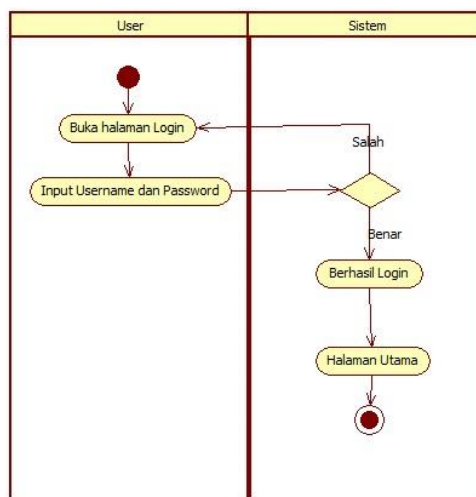 User
Sistem
Buka halaman Login
Salah
Input Username dan Password
Benar
Berhasil Login
Halaman Utama